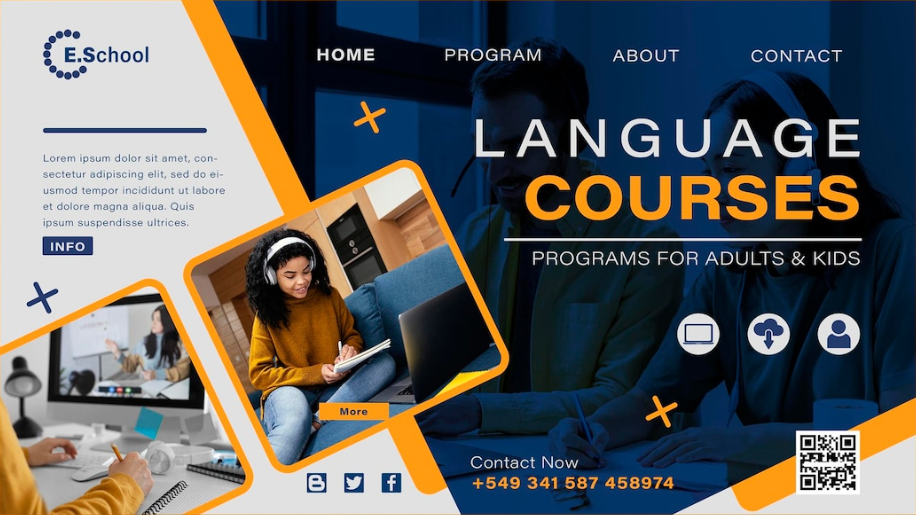 E.School
HOME PROGRAM ABOUT CONTACT
LANGUAGE
COURSES
PROGRAMS FOR ADULTS & KIDS
Lorem ipsum dolor sit amet, con-
sectetur adipiscing elit, sed do ei-
usmod tempor incididunt ut labore
et dolore magna aliqua. Quis
ipsum suspendisse ultrices.
INFO
More
Contact Now
+549 341 587 458974